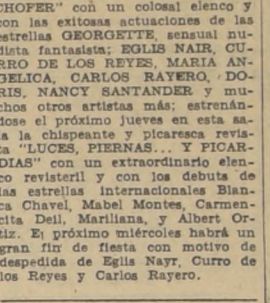 CHOFER" con un colosal elenco y
con las exitosas actuaciones de las
estrellas GEORGETTE, sensual nu-
dista fantasista; EGLIS NAIR, CU-
RRO DE LOS REYES, MARIA AN-
GELICA, CARLOS RAYERO, DO-
RIS, NANCY SANTANDER y mu-
chos otros artistas más; estrenán-
dose el próximo jueves en esta sa-
la la chispeante y picaresca revis-
ta "LUCES, PIERNAS... Y PICAR-
DIAS" con un extraordinario elen-
co revisteril y con los debuts de
las estrellas internacionales Blan-
ca Chavel, Mabel Montes, Carmen-
cita Deil, Mariliana, y Albert Or-
tiz. El próximo miércoles habrá un
gran fin de fiesta con motivo de
despedida de Eglis Nayr, Curro de
los Reyes y Carlos Rayero.